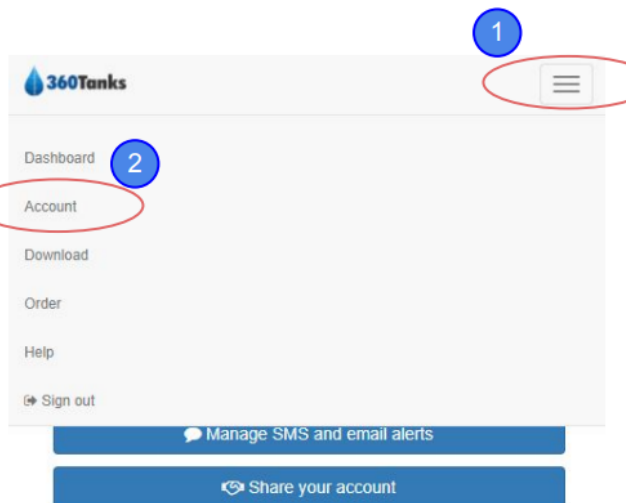 1
360Tanks
Dashboard
2
Account
Download
Order
Help
Sign out
Manage SMS and email alerts
Share your account